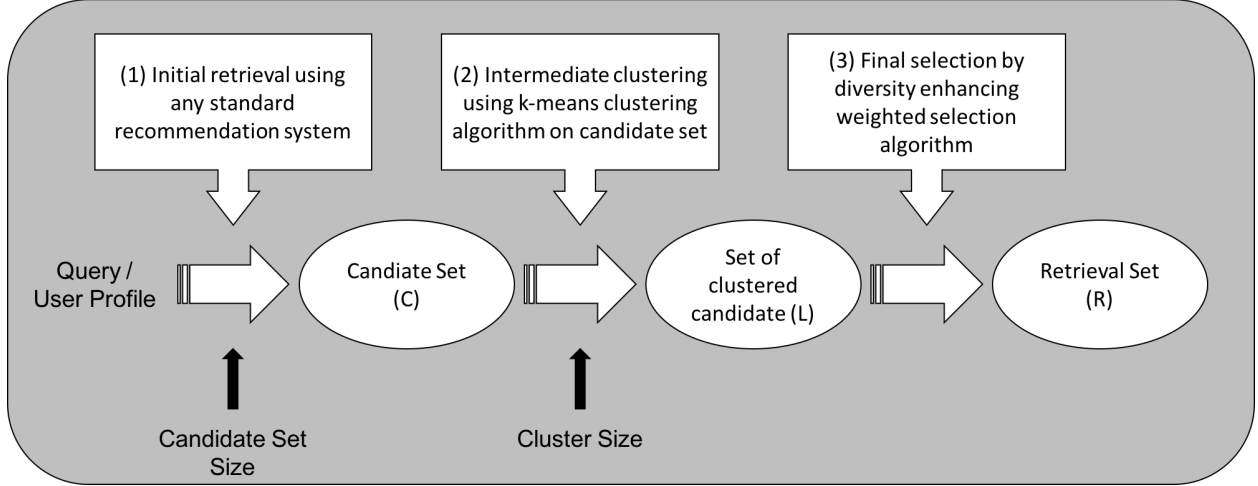 (1) Initial retrieval using
any standard
recommendation system
(2) Intermediate clustering
using k-means clustering
algorithm on candidate set
(3) Final selection by
diversity enhancing
weighted selection
algorithm
Query /
User Profile
Candiate Set
(C)
Set of
clustered
candidate (L)
Retrieval Set
(R)
Candidate Set
Size
Cluster Size